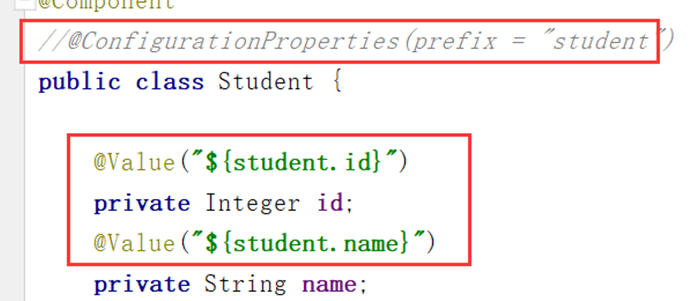 @Component
//@ConfigurationProperties(prefix = "student")
public class Student {
@Value("${student.id}")
private Integer id;
@Value("${student.name}")
private String name;